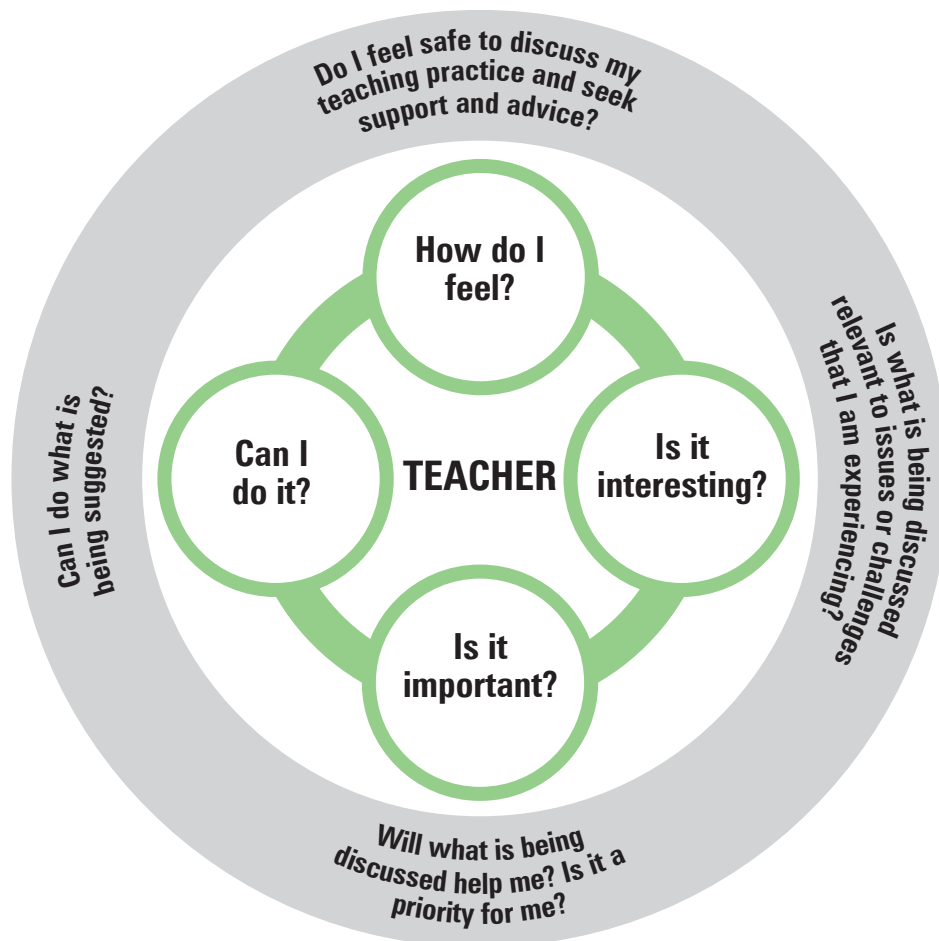 Do I feel safe to discuss my
teaching practice and seek
support and advice?
How do I
feel?
Can I do what is
being suggested?
Can I
do it?
TEACHER
Is it
interesting?
Is what is being discussed
relevant to issues or challenges
that I am experiencing?
Is it
important?
Will what is being
discussed help me? Is it a
priority for me?